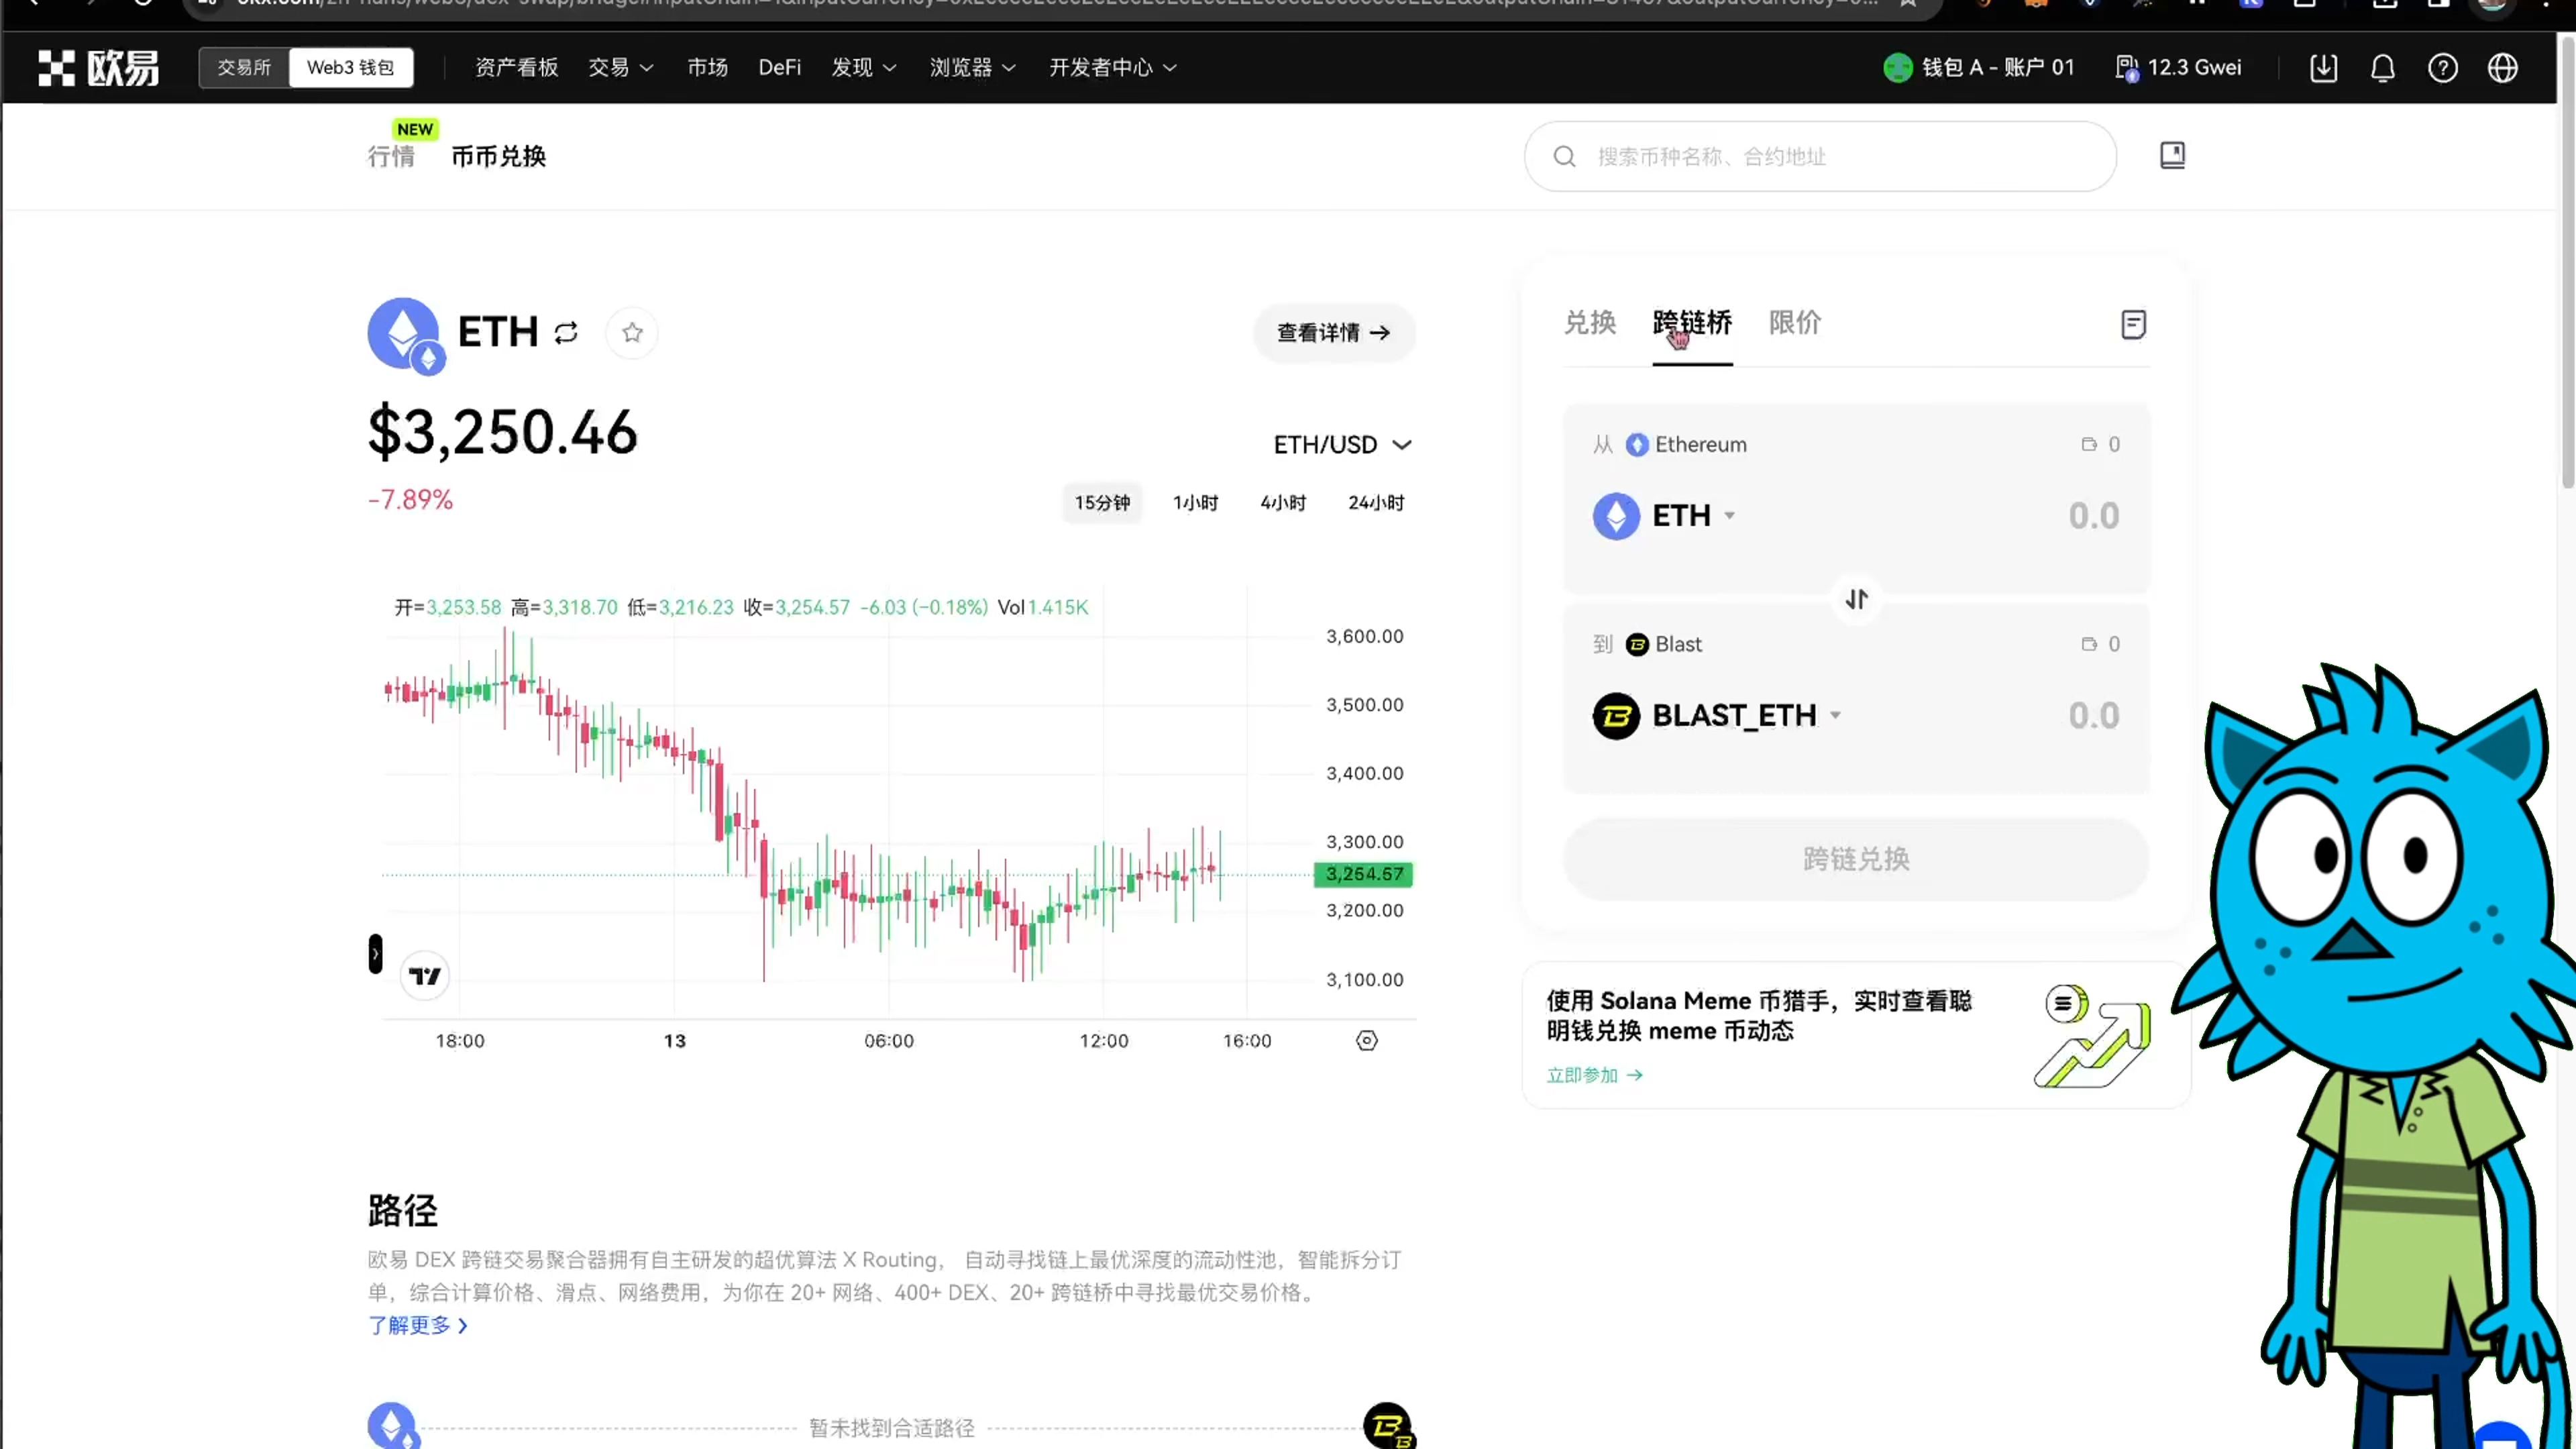 欧易
交易所
Web3 钱包
资产看板
交易
市场
DeFi
发现
浏览器
开发者中心
钱包 A - 账户 01
12.3 Gwei
NEW
行情
币币兑换
搜索币种名称、合约地址
ETH
查看详情 →
$3,250.46
ETH/USD
-7.89%
15分钟
1小时
4小时
24小时
开=3,253.58 高=3,318.70 低=3,216.23 收=3,254.57 -6.03 (-0.18%) Vol 1.415K
3,600.00
3,500.00
3,400.00
3,300.00
3,254.57
3,200.00
3,100.00
18:00
13
06:00
12:00
16:00
兑换
跨链桥
限价
从 Ethereum
0
ETH
0.0
到 Blast
0
BLAST_ETH
0.0
跨链兑换
使用 Solana Meme 币猎手，实时查看聪
明钱兑换 meme 币动态
立即参加 →
路径
欧易 DEX 跨链交易聚合器拥有自主研发的超优算法 X Routing， 自动寻找链上最优深度的流动性池，智能拆分订
单，综合计算价格、滑点、网络费用，为你在 20+ 网络、400+ DEX、20+ 跨链桥中寻找最优交易价格。
了解更多
暂未找到合适路径